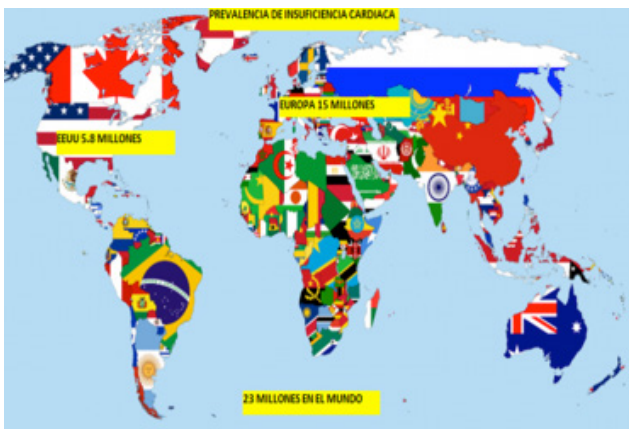 PREVALENCIA DE INSUFICIENCIA CARDIACA
EUROPA 15 MILLONES
EEUU 5.8 MILLONES
23 MILLONES EN EL MUNDO